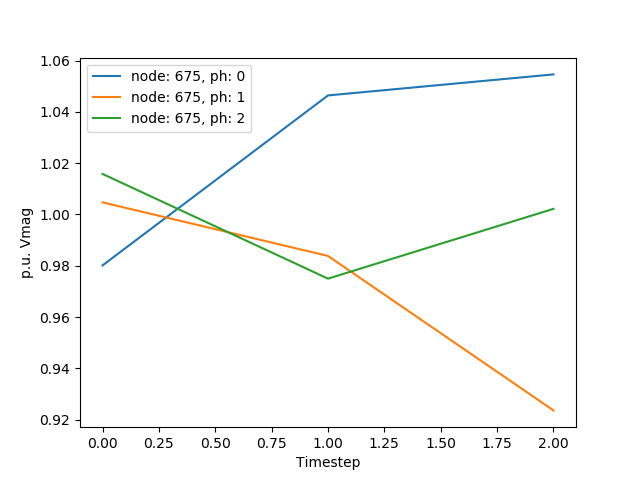 node: 675, ph: 0
node: 675, ph: 1
node: 675, ph: 2
1.06
1.04
1.02
1.00
0.98
0.96
0.94
0.92
p.u. Vmag
0.00 0.25 0.50 0.75 1.00 1.25 1.50 1.75 2.00
Timestep